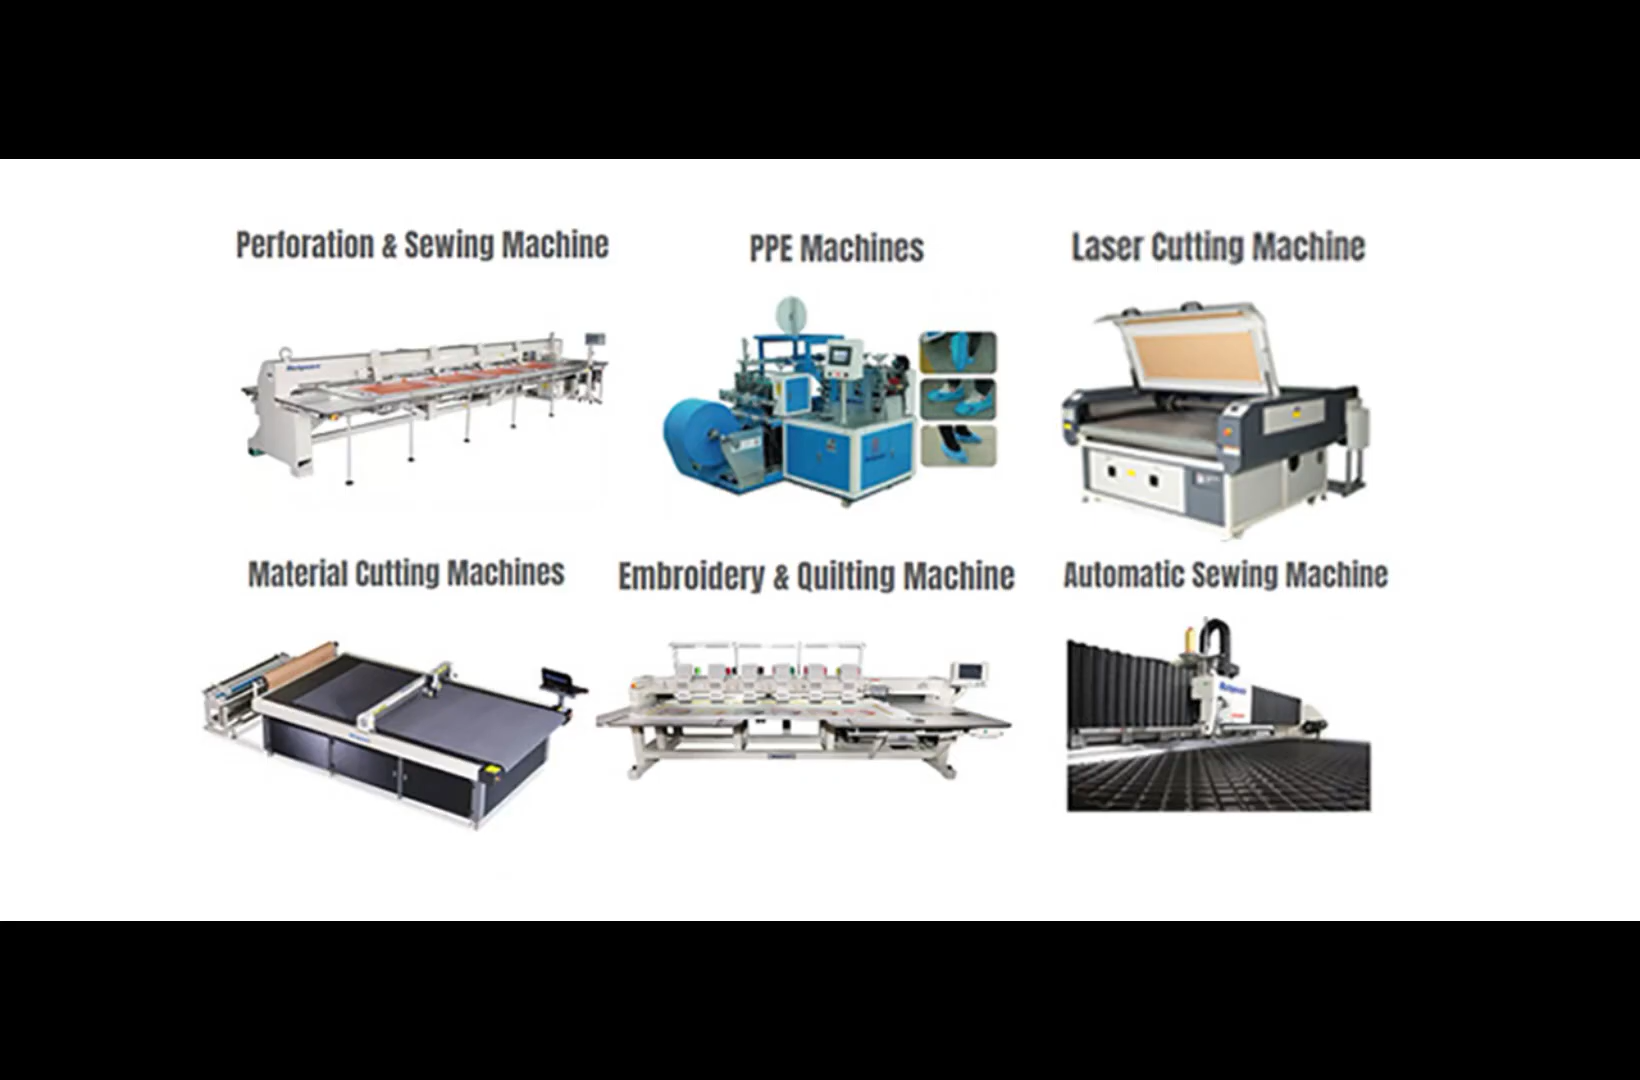 Perforation & Sewing Machine
PPE Machines
Laser Cutting Machine
Material Cutting Machines
Embroidery & Quilting Machine
Automatic Sewing Machine